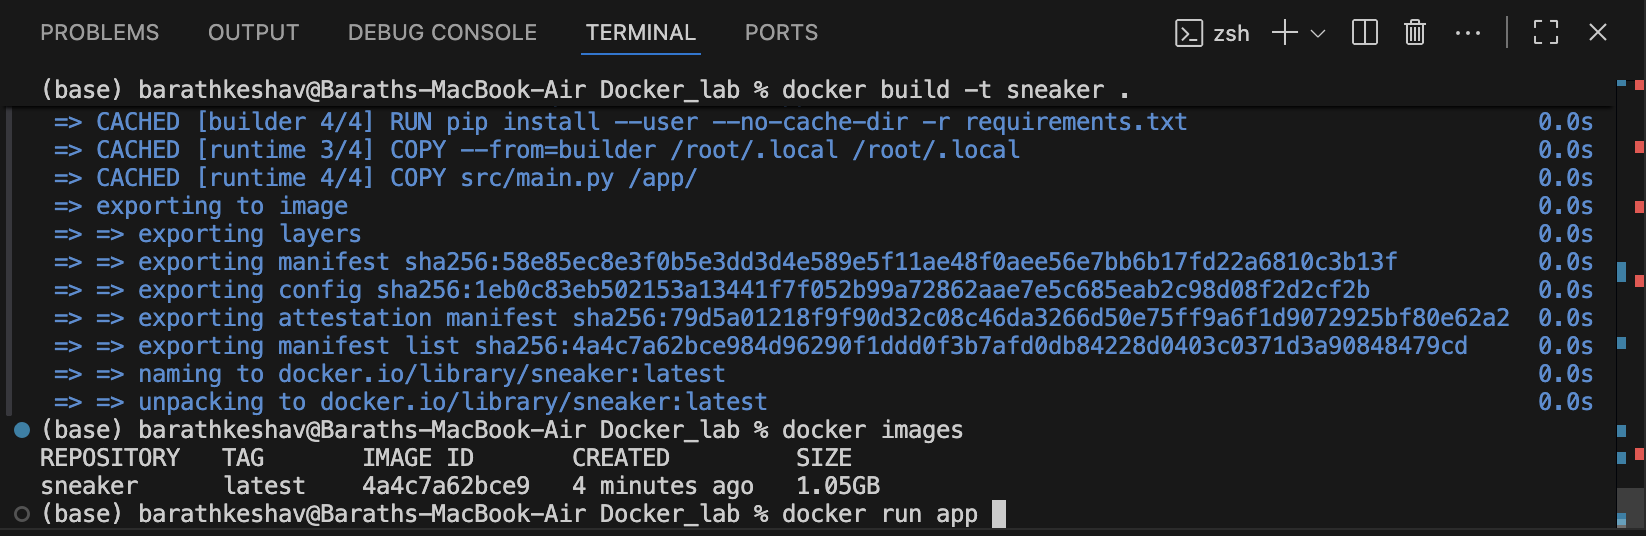 PROBLEMS OUTPUT DEBUG CONSOLE TERMINAL PORTS zsh
(base) barathkeshav@Baraths-MacBook-Air Docker_lab % docker build -t sneaker .
=> CACHED [builder 4/4] RUN pip install --user --no-cache-dir -r requirements.txt 0.0s
=> CACHED [runtime 3/4] COPY --from=builder /root/.local /root/.local 0.0s
=> CACHED [runtime 4/4] COPY src/main.py /app/ 0.0s
=> exporting to image 0.0s
=> => exporting layers 0.0s
=> => exporting manifest sha256:58e85ec8e3f0b5e3dd3d4e589e5f11ae48f0aee56e7bb6b17fd22a6810c3b13f 0.0s
=> => exporting config sha256:1eb0c83eb502153a13441f7f052b99a72862aae7e5c685eab2c98d08f2d2cf2b 0.0s
=> => exporting attestation manifest sha256:79d5a01218f9f90d32c08c46da3266d50e75ff9a6f1d9072925bf80e62a2 0.0s
=> => exporting manifest list sha256:4a4c7a62bce984d96290f1ddd0f3b7afd0db84228d0403c0371d3a90848479cd 0.0s
=> => naming to docker.io/library/sneaker:latest 0.0s
=> => unpacking to docker.io/library/sneaker:latest 0.0s
(base) barathkeshav@Baraths-MacBook-Air Docker_lab % docker images
REPOSITORY TAG IMAGE ID CREATED SIZE
sneaker latest 4a4c7a62bce9 4 minutes ago 1.05GB
(base) barathkeshav@Baraths-MacBook-Air Docker_lab % docker run app